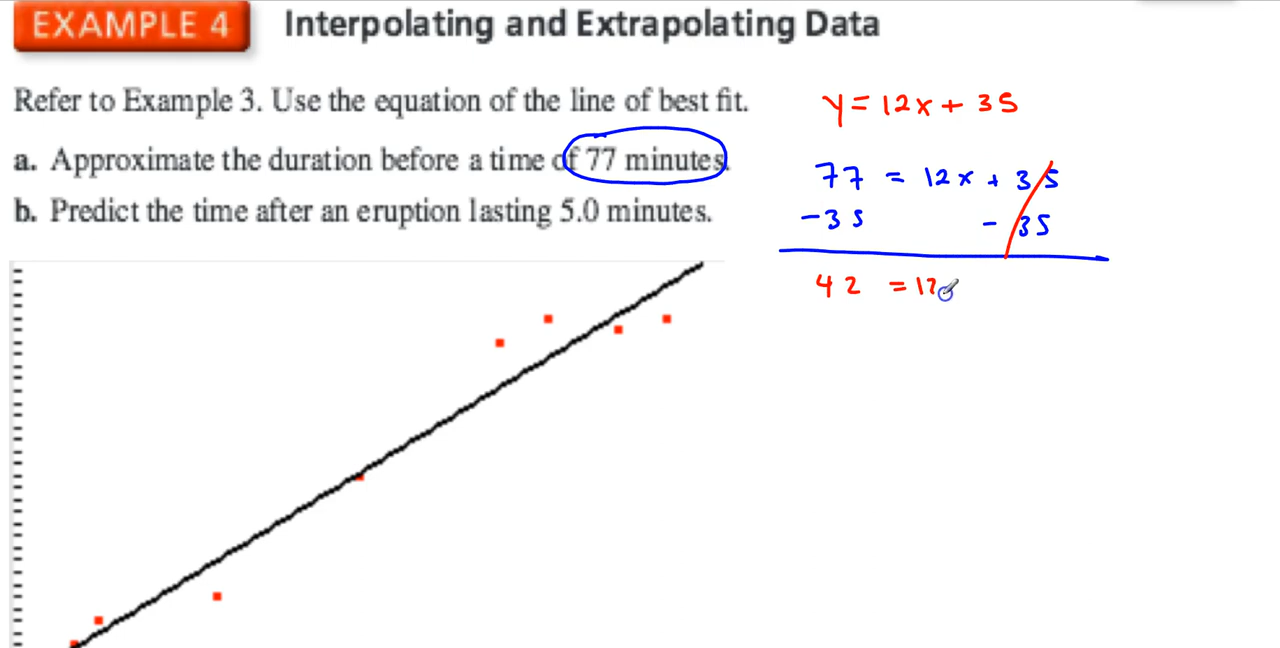 EXAMPLE 4 Interpolating and Extrapolating Data
Refer to Example 3. Use the equation of the line of best fit.
a. Approximate the duration before a time of 77 minutes.
b. Predict the time after an eruption lasting 5.0 minutes.
y = 12x + 35
77 = 12x + 35
-35 - 35
42 = 12